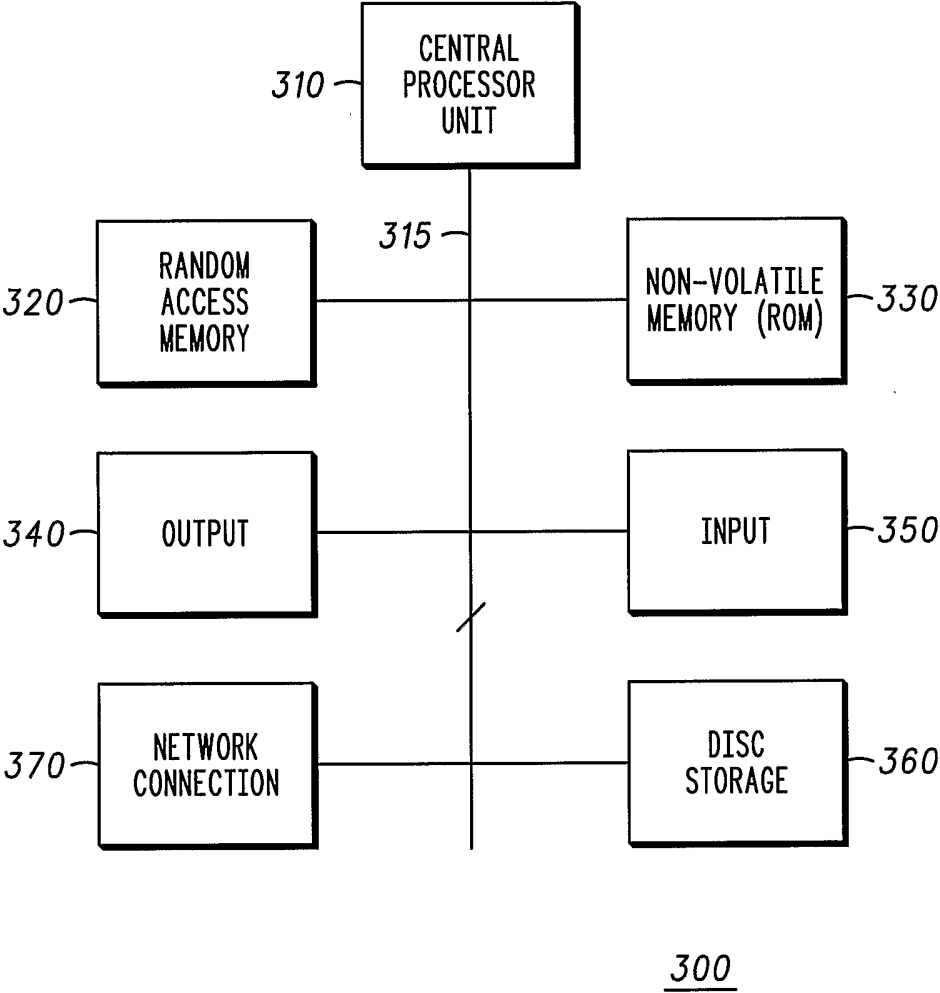 CENTRAL
PROCESSOR
UNIT
310
315
RANDOM
ACCESS
MEMORY
320
NON-VOLATILE
MEMORY (ROM)
330
OUTPUT
340
INPUT
350
NETWORK
CONNECTION
370
DISC
STORAGE
360
300